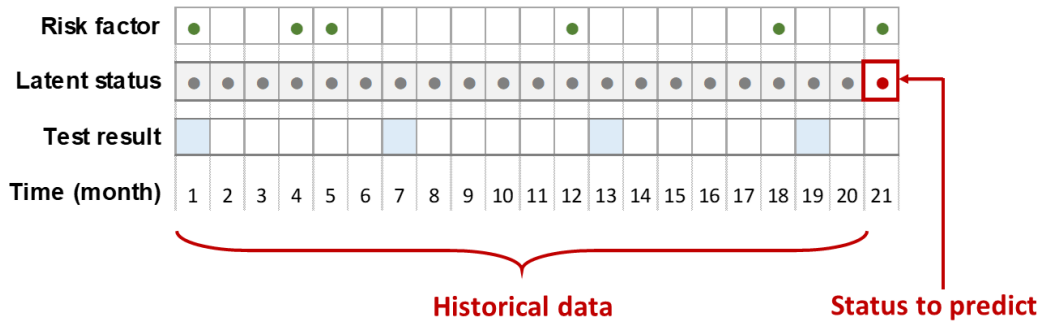 Risk factor
Latent status
Test result
Time (month) 1 2 3 4 5 6 7 8 9 10 11 12 13 14 15 16 17 18 19 20 21
Historical data
Status to predict